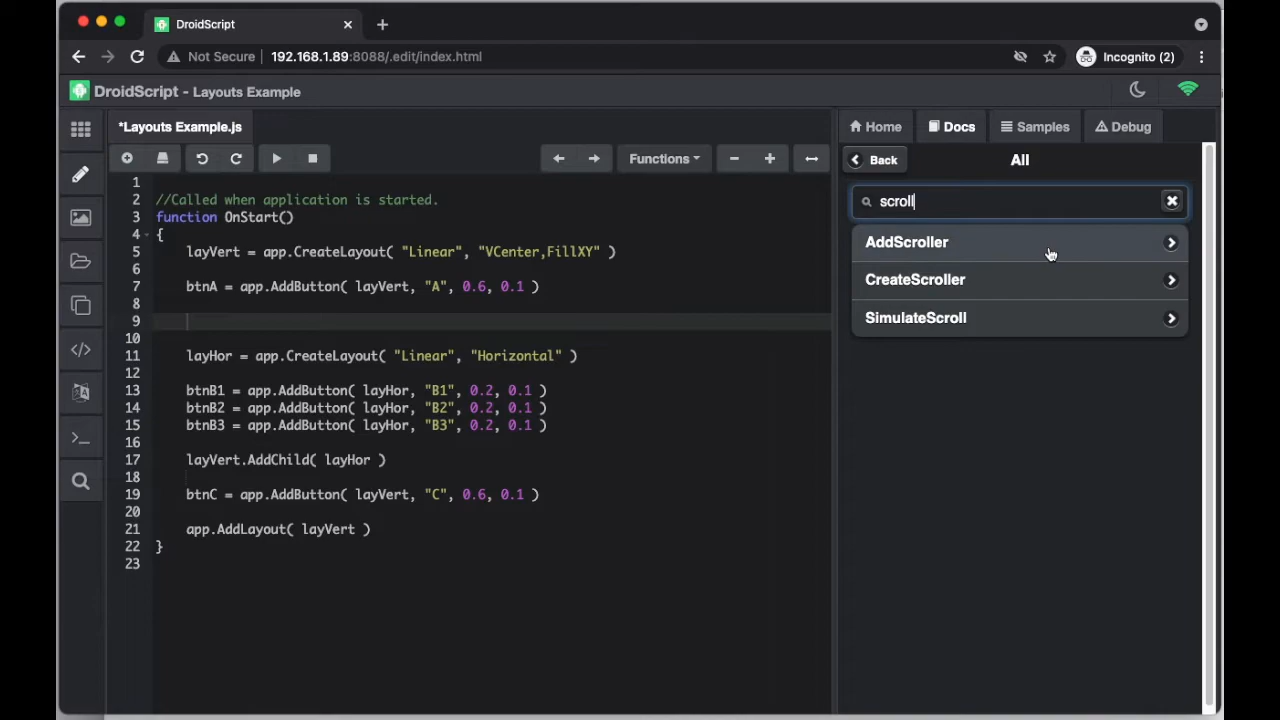 DroidScript
Not Secure 192.168.1.89:8088/.edit/index.html
Incognito (2)
DroidScript - Layouts Example
*Layouts Example.js
Home
Docs
Samples
Debug
Functions
Back
All
scroll
AddScroller
CreateScroller
SimulateScroll
1
2 //Called when application is started.
3 function OnStart()
4 {
5 layVert = app.CreateLayout( "Linear", "VCenter,FillXY" )
6
7 btnA = app.AddButton( layVert, "A", 0.6, 0.1 )
8
9
10
11 layHor = app.CreateLayout( "Linear", "Horizontal" )
12
13 btnB1 = app.AddButton( layHor, "B1", 0.2, 0.1 )
14 btnB2 = app.AddButton( layHor, "B2", 0.2, 0.1 )
15 btnB3 = app.AddButton( layHor, "B3", 0.2, 0.1 )
16
17 layVert.AddChild( layHor )
18
19 btnC = app.AddButton( layVert, "C", 0.6, 0.1 )
20
21 app.AddLayout( layVert )
22 }
23